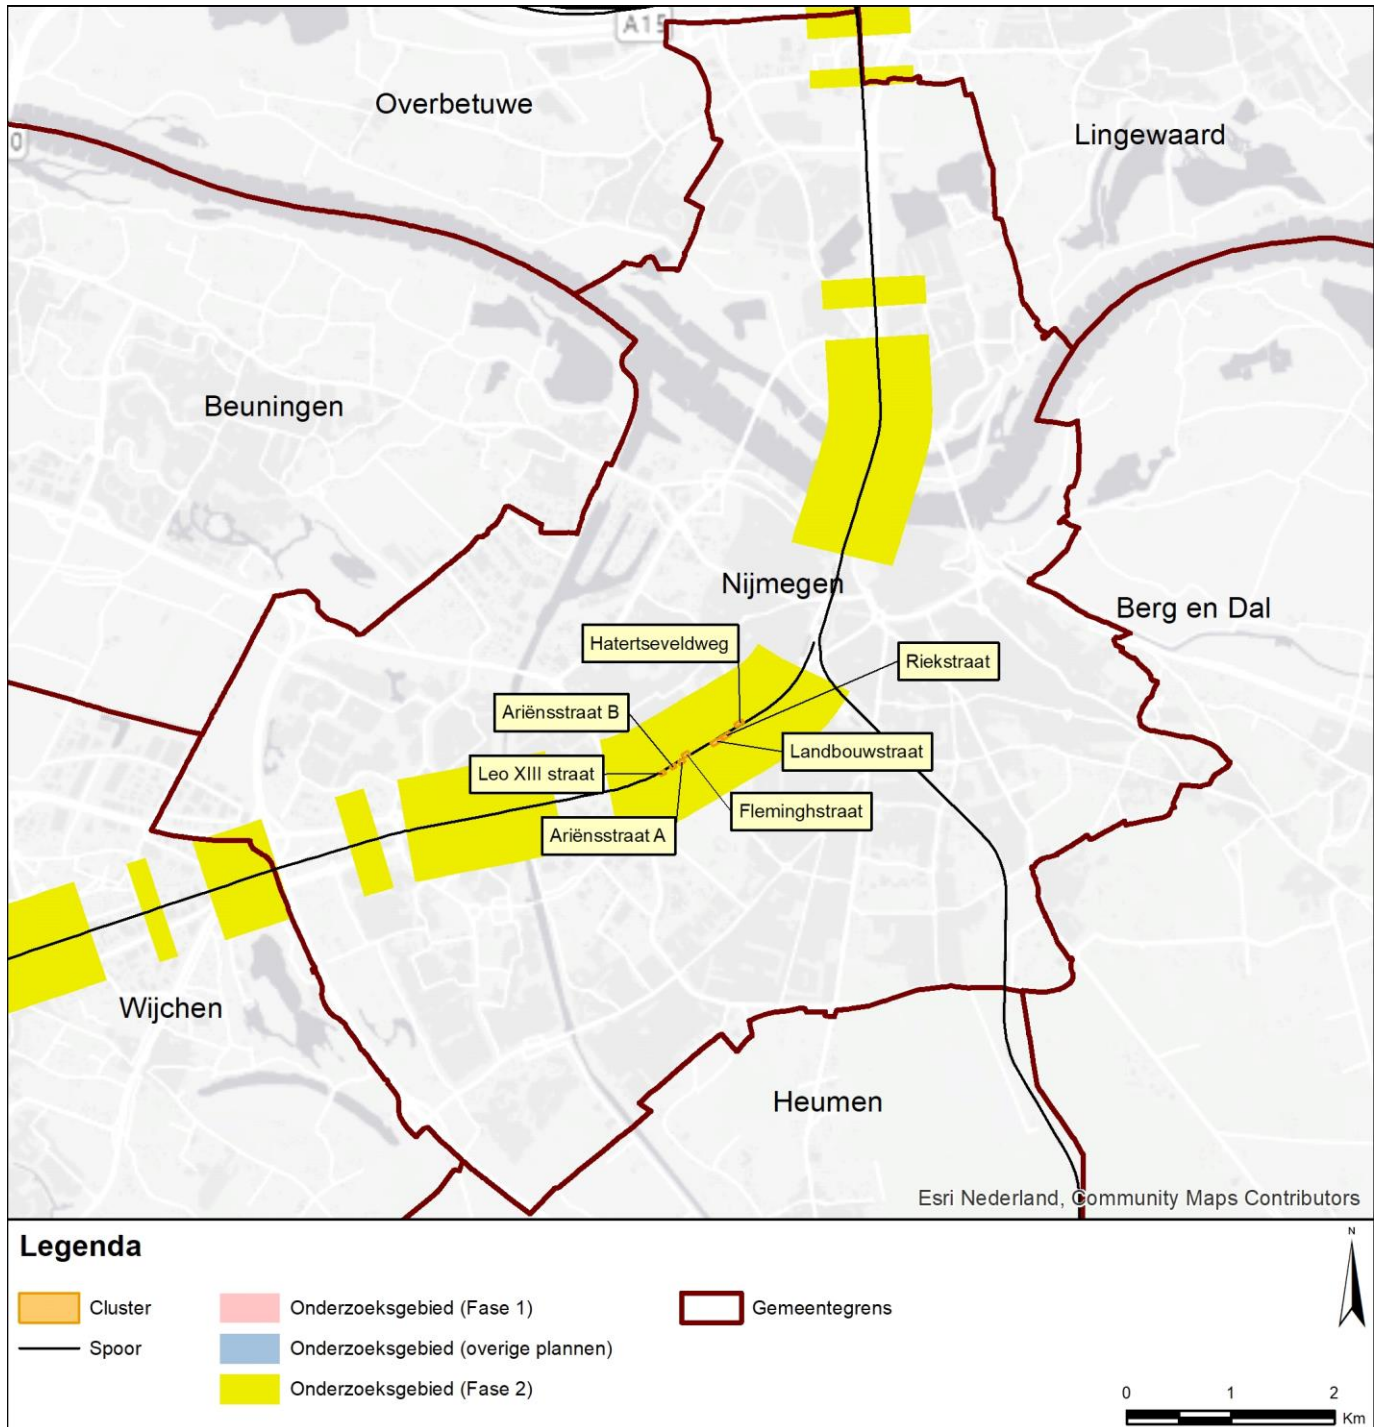 A15
Overbetuwe
Lingewaard
0
Beuningen
Nijmegen
Berg en Dal
Hatertseveldweg
Riekstraat
Ariënsstraat B
Landbouwstraat
Leo XIII straat
Fleminghstraat
Ariënsstraat A
Wijchen
Heumen
Esri Nederland, Community Maps Contributors
Legenda
N
Cluster
Onderzoeksgebied (Fase 1)
Gemeentegrens
Spoor
Onderzoeksgebied (overige plannen)
Onderzoeksgebied (Fase 2)
0 1 2
Km